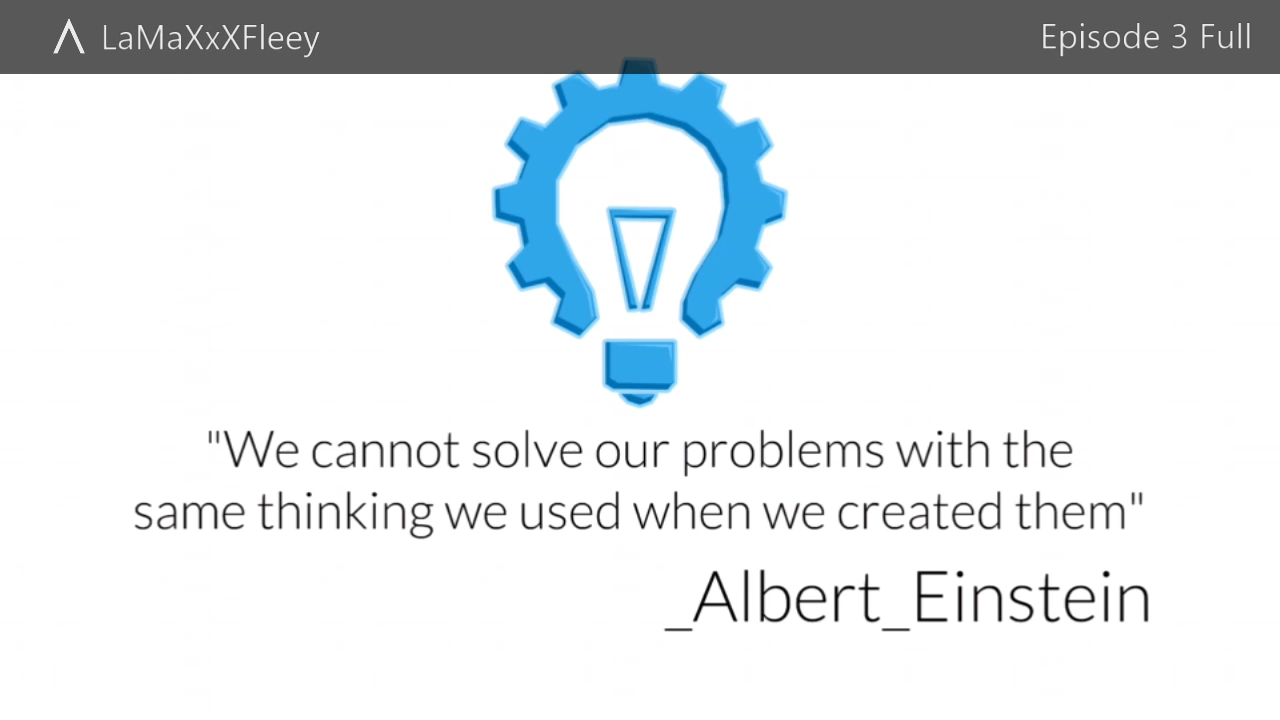 LaMaXxXFleey
Episode 3 Full
"We cannot solve our problems with the
same thinking we used when we created them"
_Albert_Einstein